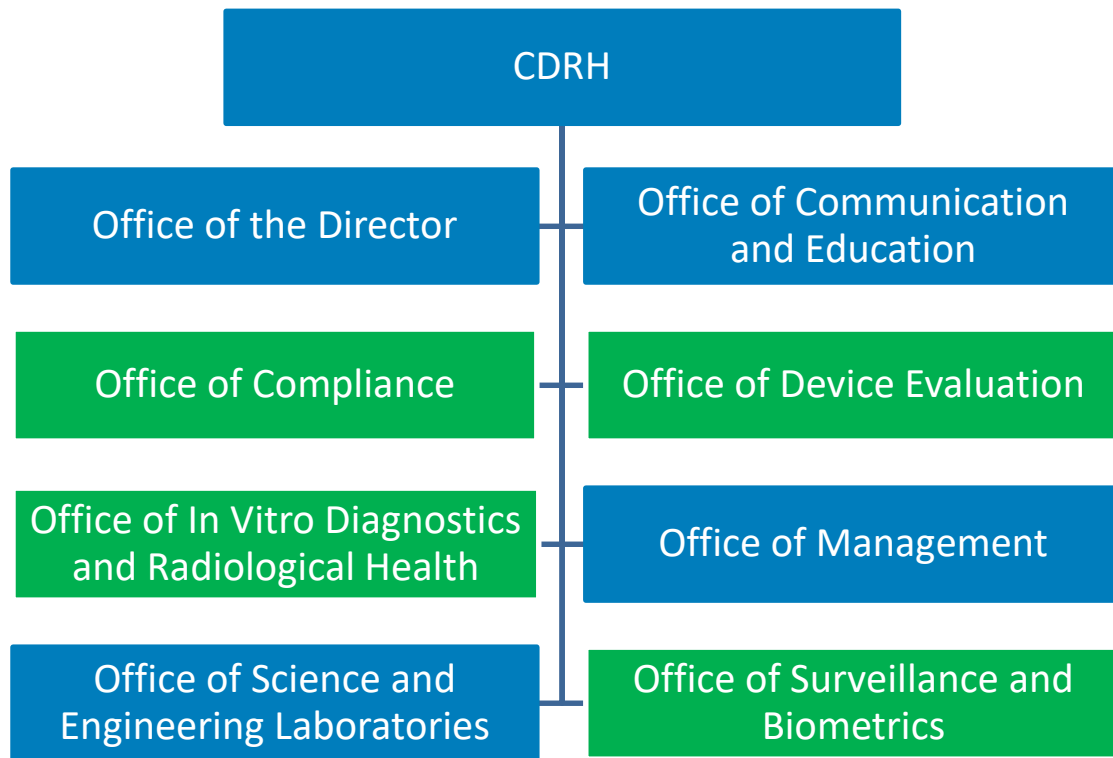 CDRH
Office of the Director
Office of Communication
and Education
Office of Compliance
Office of Device Evaluation
Office of In Vitro Diagnostics
and Radiological Health
Office of Management
Office of Science and
Engineering Laboratories
Office of Surveillance and
Biometrics